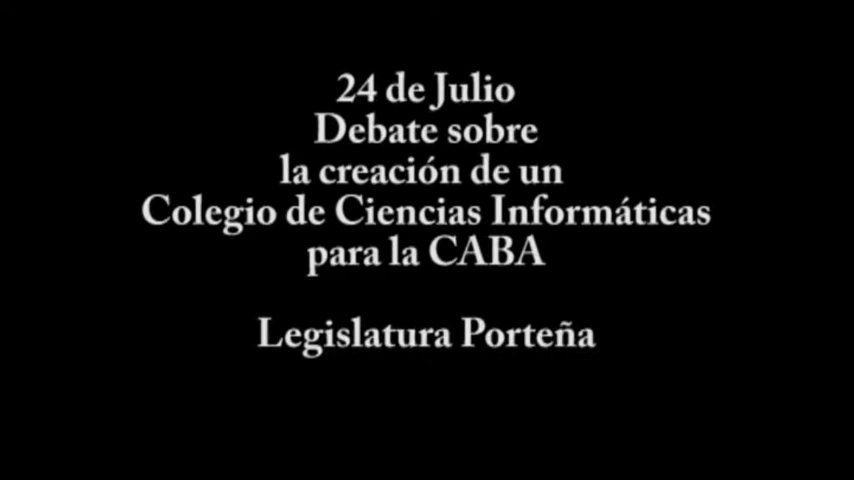 24 de Julio
Debate sobre
la creación de un
Colegio de Ciencias Informáticas
para la CABA
Legislatura Porteña